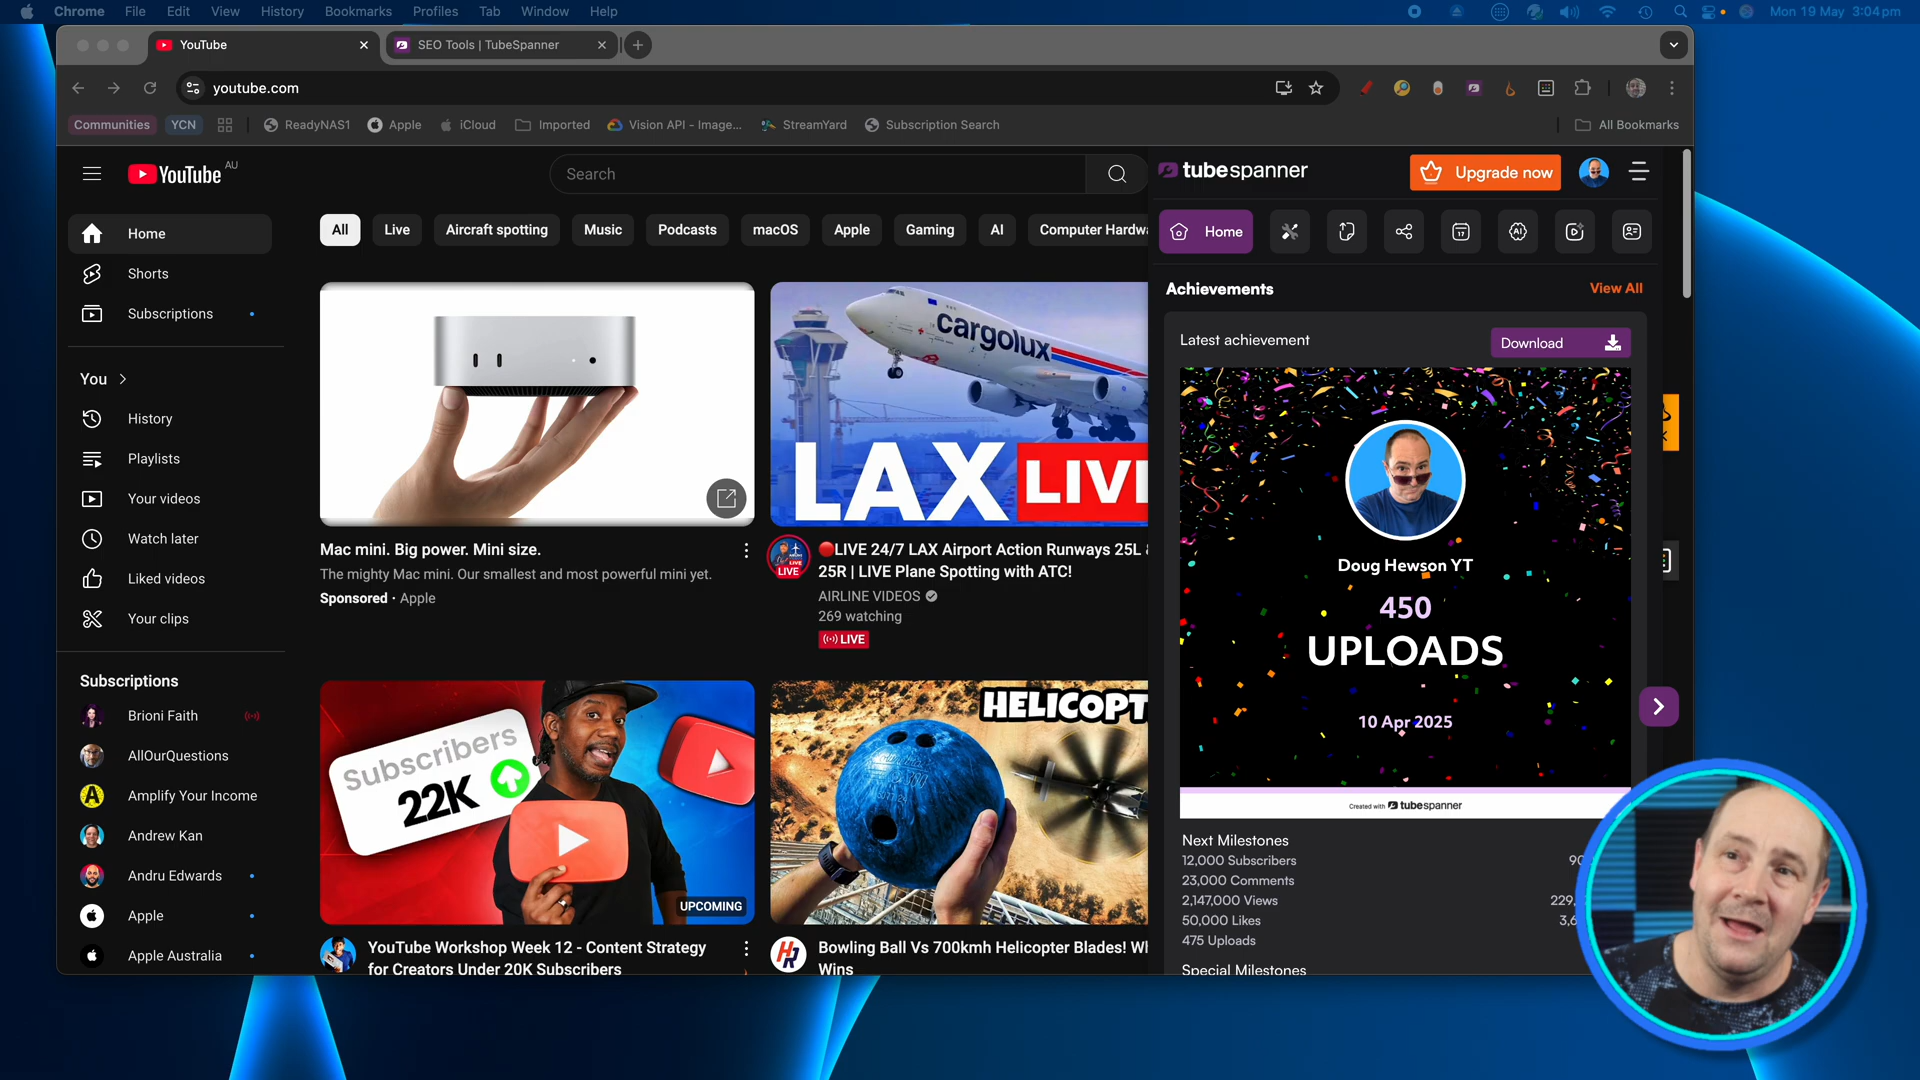 Chrome File Edit View History Bookmarks Profiles Tab Window Help
Mon 19 May 3:04 pm
YouTube
SEO Tools | TubeSpanner
youtube.com
Communities YCN ReadyNAS1 Apple iCloud Imported Vision API - Image... StreamYard Subscription Search
All Bookmarks
YouTube AU
Search
Home
Shorts
Subscriptions
You
History
Playlists
Your videos
Watch later
Liked videos
Your clips
Subscriptions
Brioni Faith
AllOurQuestions
Amplify Your Income
Andrew Kan
Andru Edwards
Apple
Apple Australia
All Live Aircraft spotting Music Podcasts macOS Apple Gaming AI Computer Hardwa
Mac mini. Big power. Mini size.
The mighty Mac mini. Our smallest and most powerful mini yet.
Sponsored · Apple
cargolux
LAX LIVE
LIVE
LIVE 24/7 LAX Airport Action Runways 25L &
25R | LIVE Plane Spotting with ATC!
AIRLINE VIDEOS
269 watching
LIVE
Subscribers
22K
UPCOMING
YouTube Workshop Week 12 - Content Strategy
for Creators Under 20K Subscribers
HELICOPT
HR
Bowling Ball Vs 700kmh Helicopter Blades! Wh
Wins
tubespanner
Upgrade now
Home
17
AI
Achievements
View All
Latest achievement
Download
Doug Hewson YT
450
UPLOADS
10 Apr 2025
Created with tubespanner
Next Milestones
12,000 Subscribers
23,000 Comments
2,147,000 Views
50,000 Likes
475 Uploads
Special Milestones